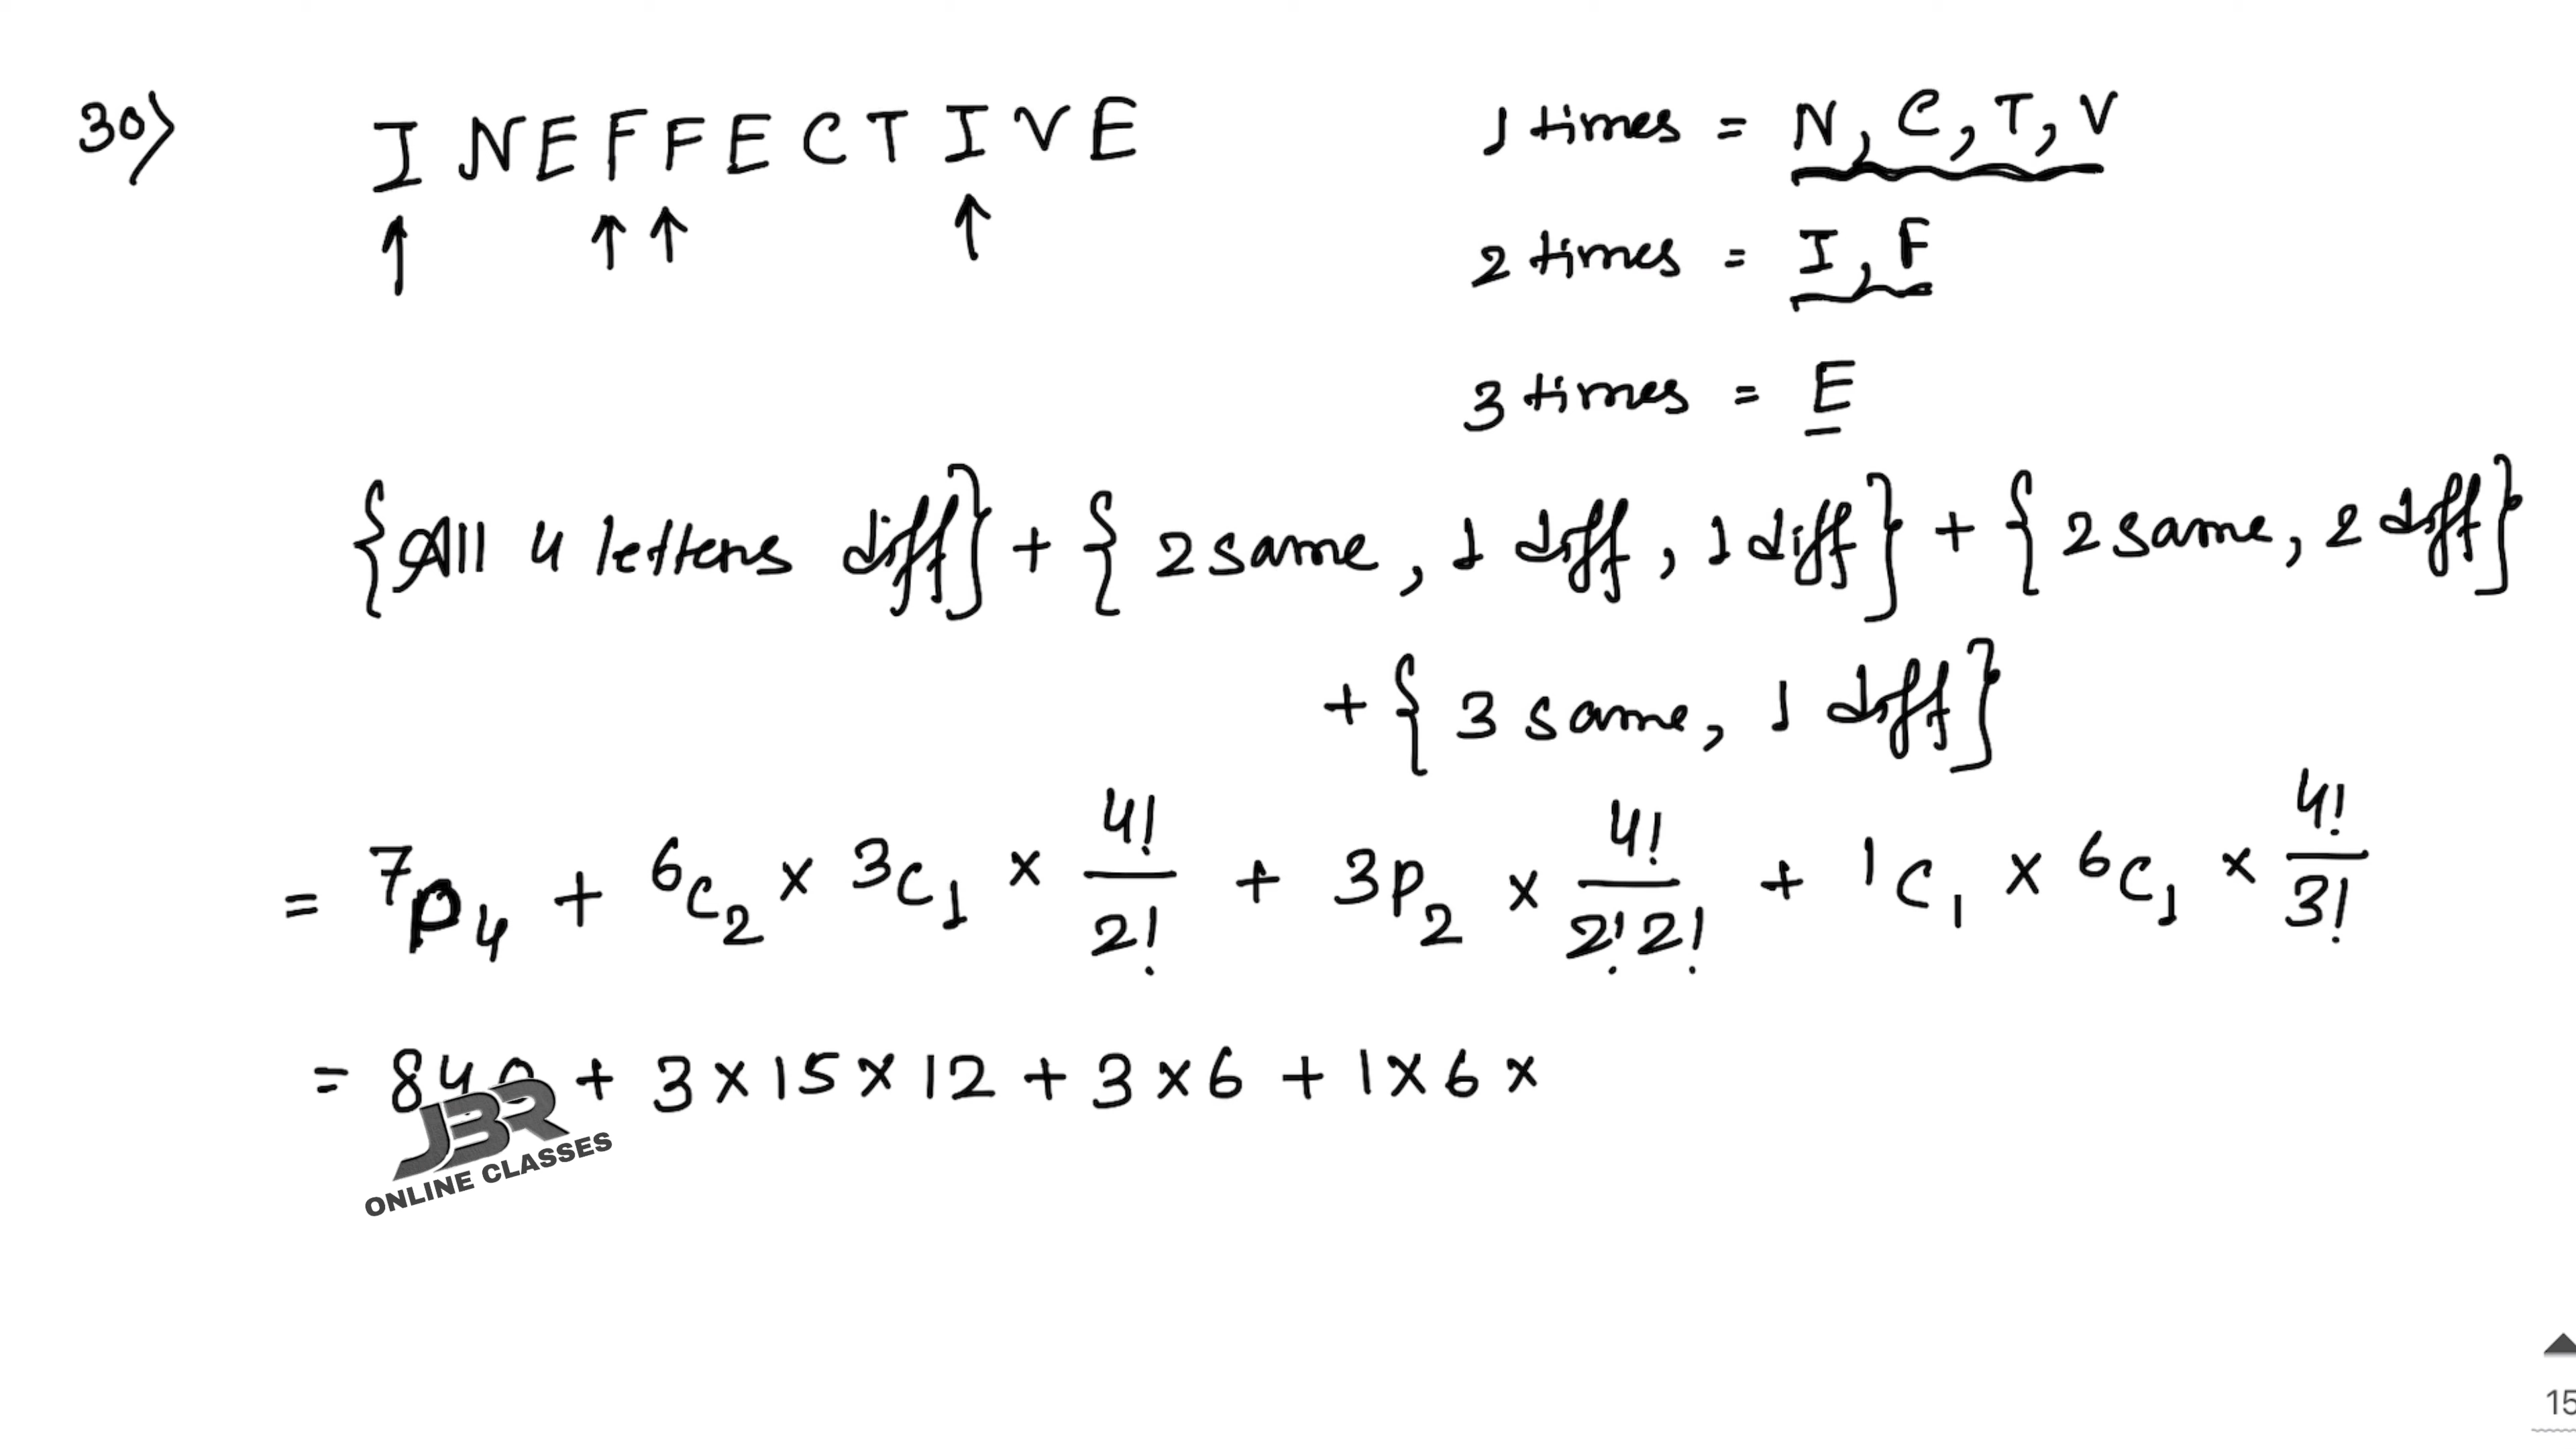 30) INEFFECTIVE
1 times = N, C, T, V
2 times = I, F
3 times = E
{All 4 letters diff} + { 2 same, 1 diff, 1 diff} + { 2 same, 2 diff}
+ { 3 same, 1 diff}
= ⁷P₄ + ⁶C₂ × ³C₁ × 4!/2! + 3P₂ × 4!/2!2! + ¹C₁ × ⁶C₁ × 4!/3!
= 840 + 3 × 15 × 12 + 3 × 6 + 1 × 6 ×
JBR
ONLINE CLASSES
15